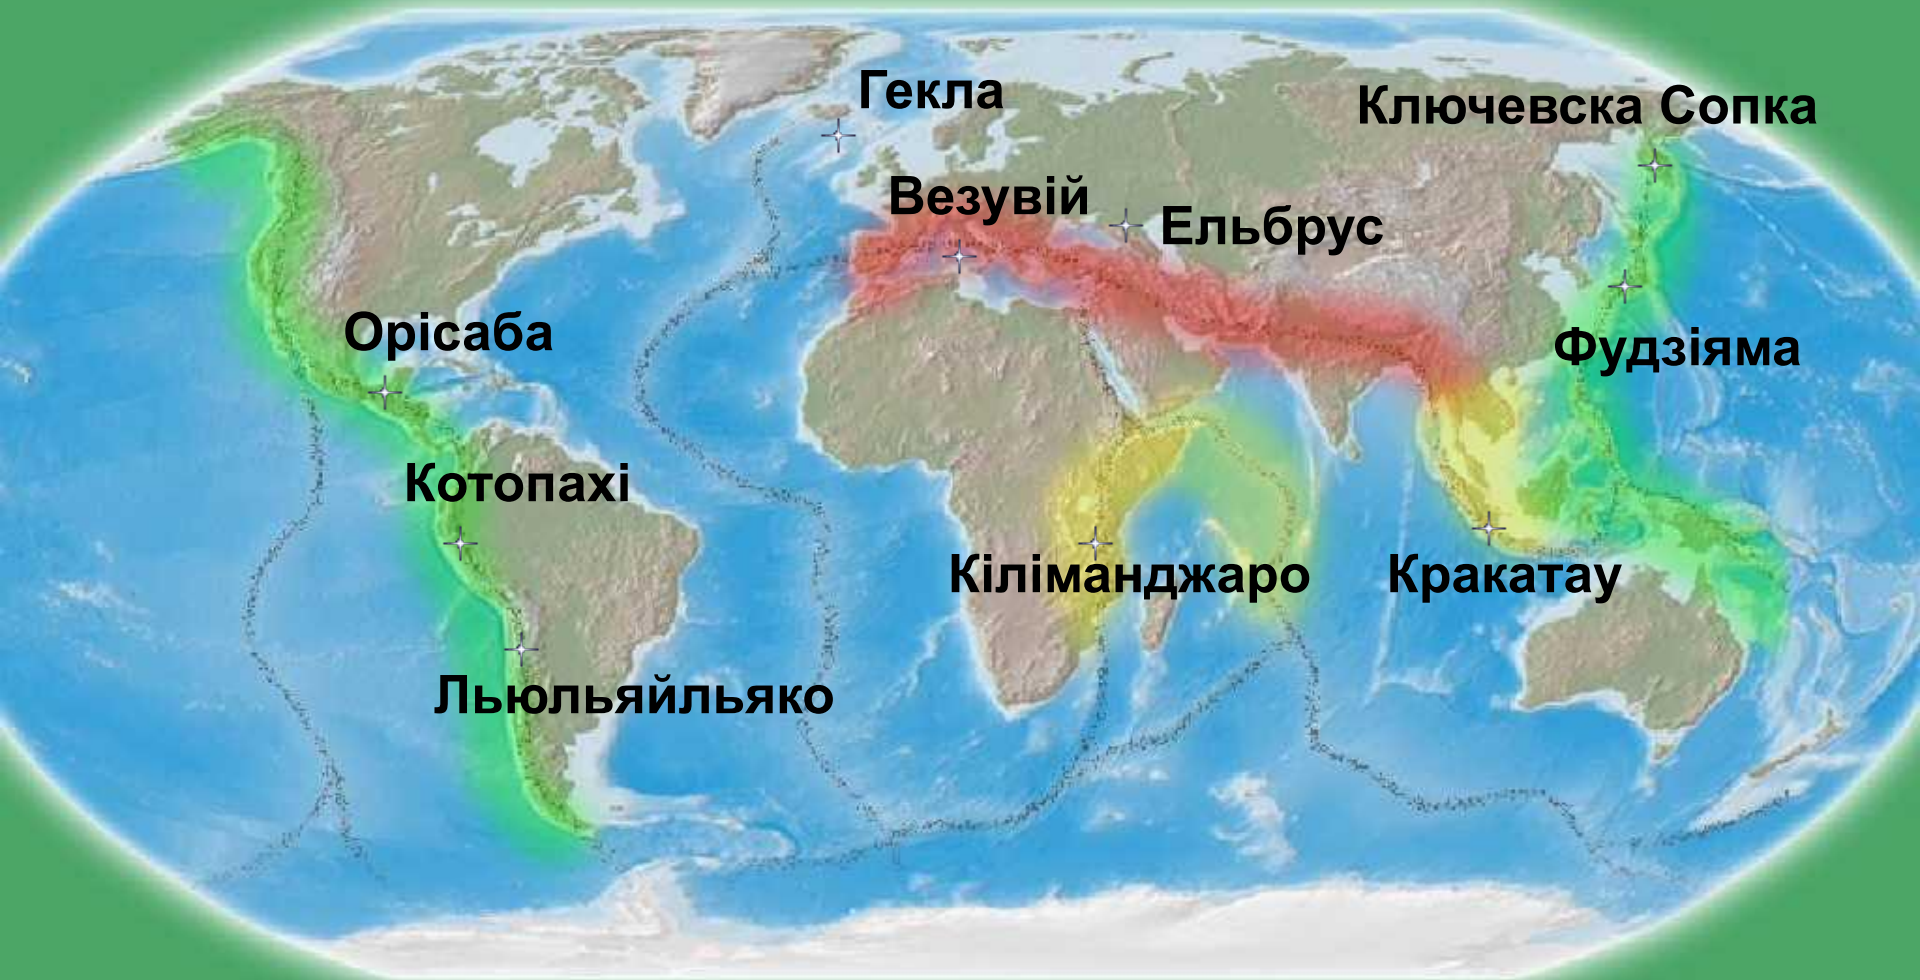 Гекла
Ключевска Сопка
Везувій
Ельбрус
Орісаба
Фудзіяма
Котопахі
Кіліманджаро
Кракатау
Льюльяйльяко